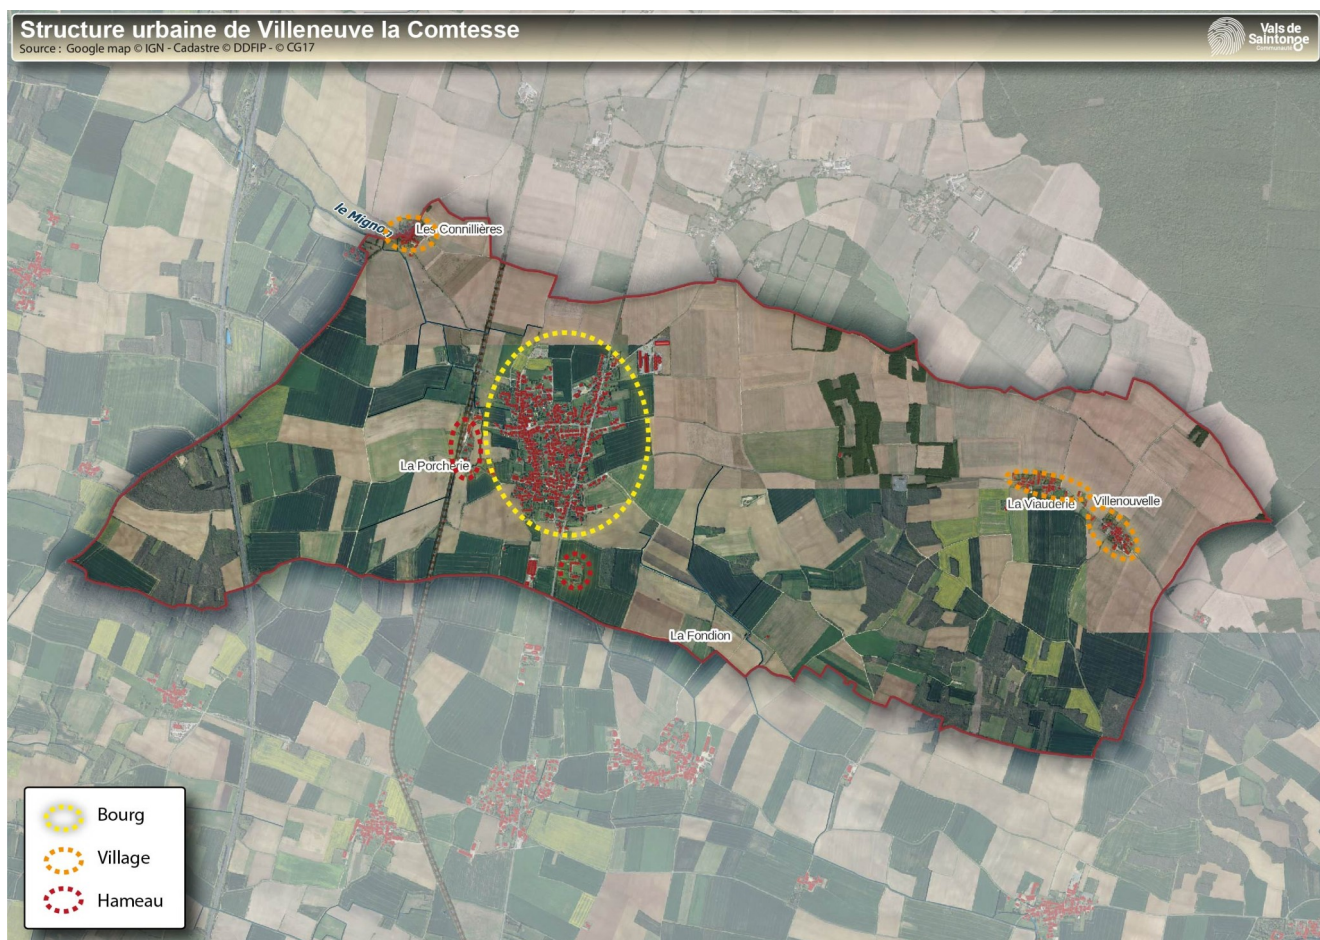 Structure urbaine de Villeneuve la Comtesse
Source : Google map © IGN - Cadastre © DDFIP - © CG17
Vals de
Saintonge
Communauté
le Mignon
Les Connillières
La Porcherie
La Viauderie
Villenouvelle
La Fondion
Bourg
Village
Hameau